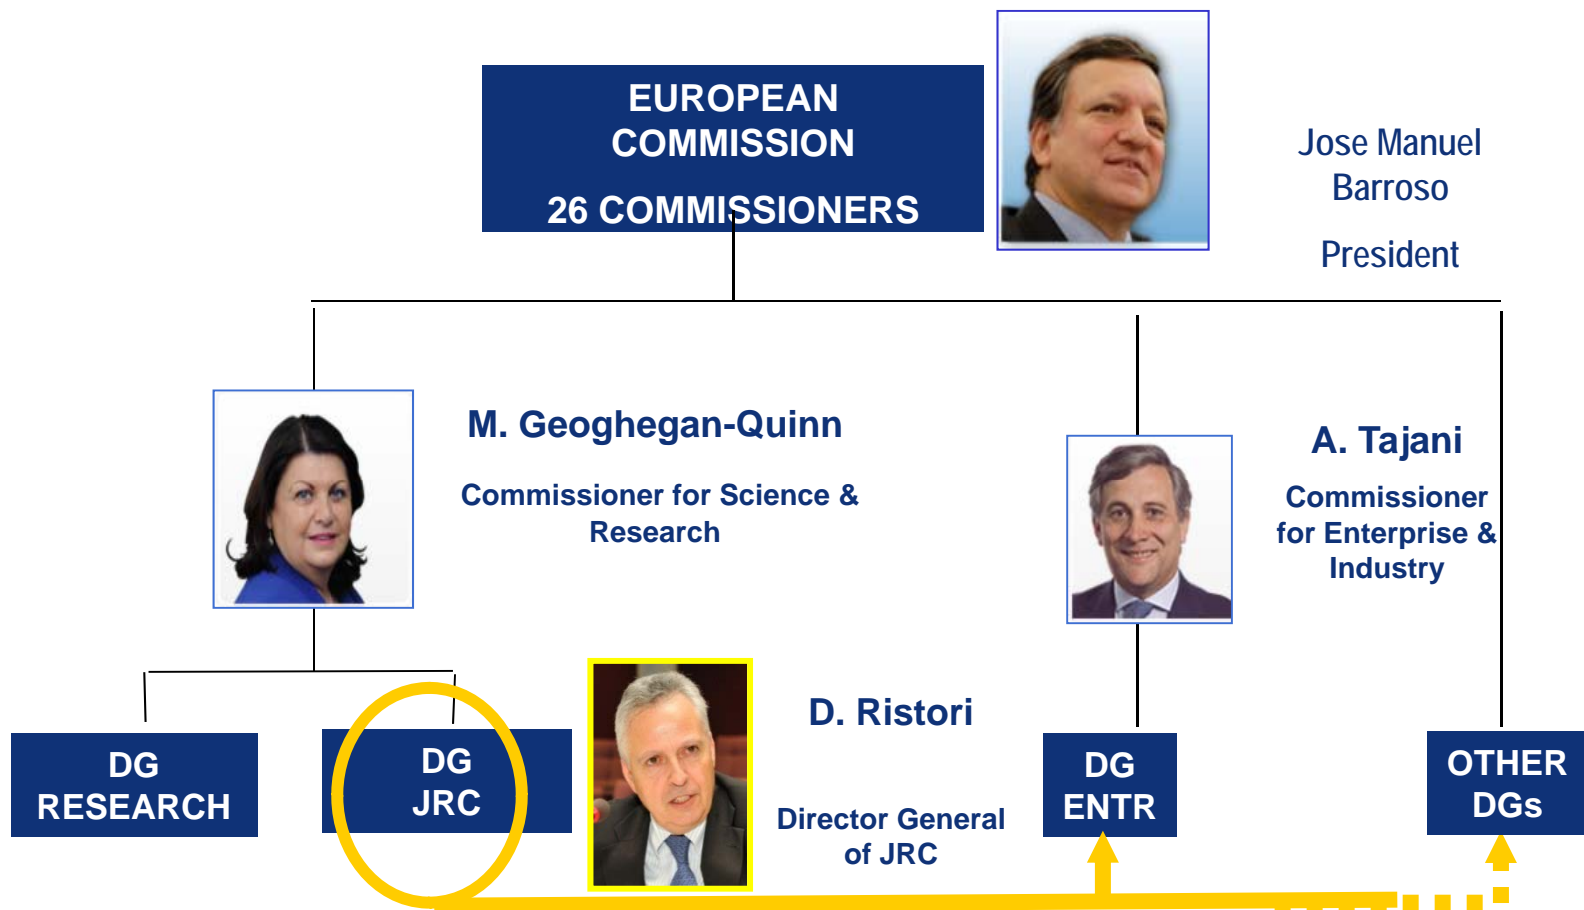 EUROPEAN
COMMISSION
26 COMMISSIONERS
Jose Manuel
Barroso
President
M. Geoghegan-Quinn
Commissioner for Science &
Research
A. Tajani
Commissioner
for Enterprise &
Industry
D. Ristori
Director General
of JRC
DG
RESEARCH
DG
JRC
DG
ENTR
OTHER
DGs